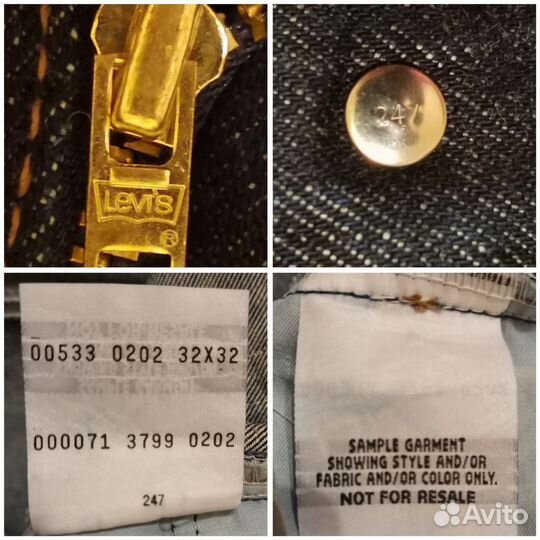 Levi's
®
247
00533 0202 32X32
000071 3799 0202
247
SAMPLE GARMENT
SHOWING STYLE AND/OR
FABRIC AND/OR COLOR ONLY.
NOT FOR RESALE
Avito